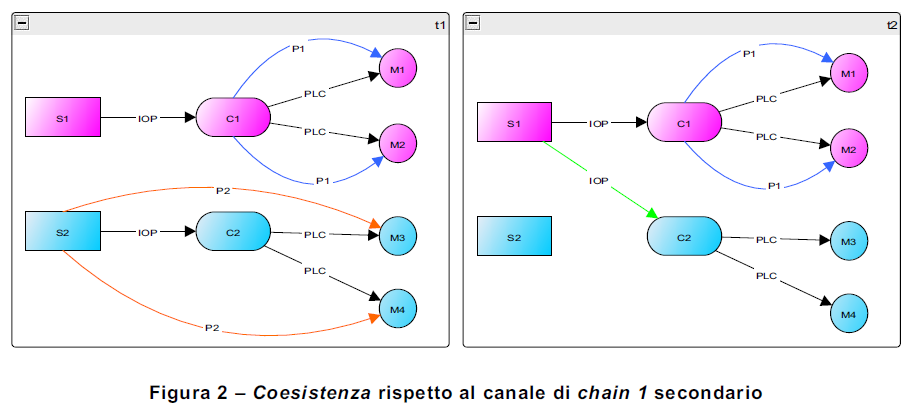 t1
P1
M1
PLC
S1
IOP
C1
PLC
M2
P1
P2
S2
IOP
C2
PLC
M3
PLC
M4
P2
t2
P1
M1
PLC
S1
IOP
C1
PLC
M2
P1
IOP
S2
C2
PLC
M3
PLC
M4
Figura 2 – Coesistenza rispetto al canale di chain 1 secondario